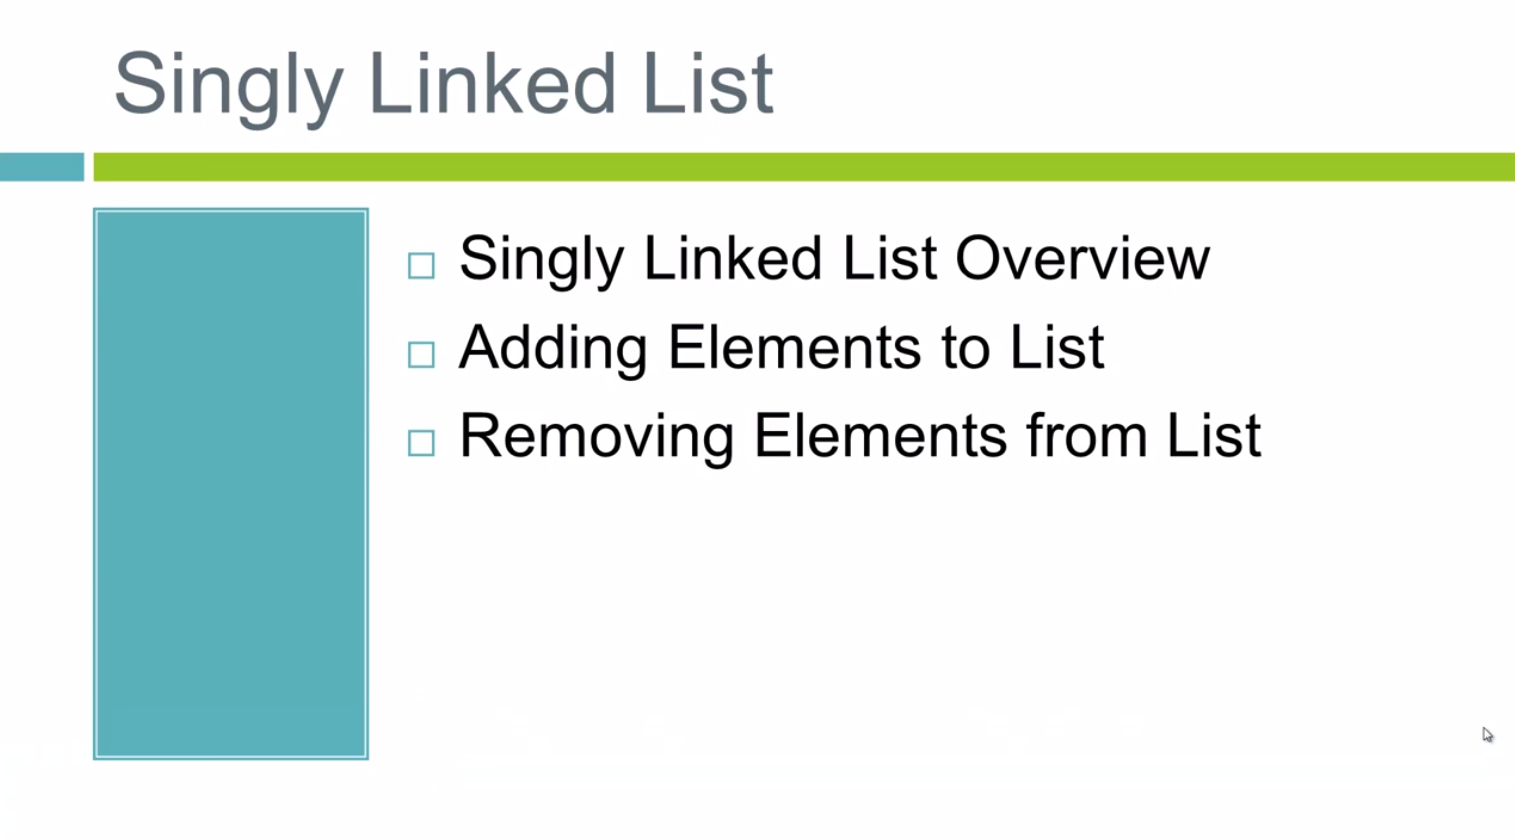 Singly Linked List
Singly Linked List Overview
Adding Elements to List
Removing Elements from List